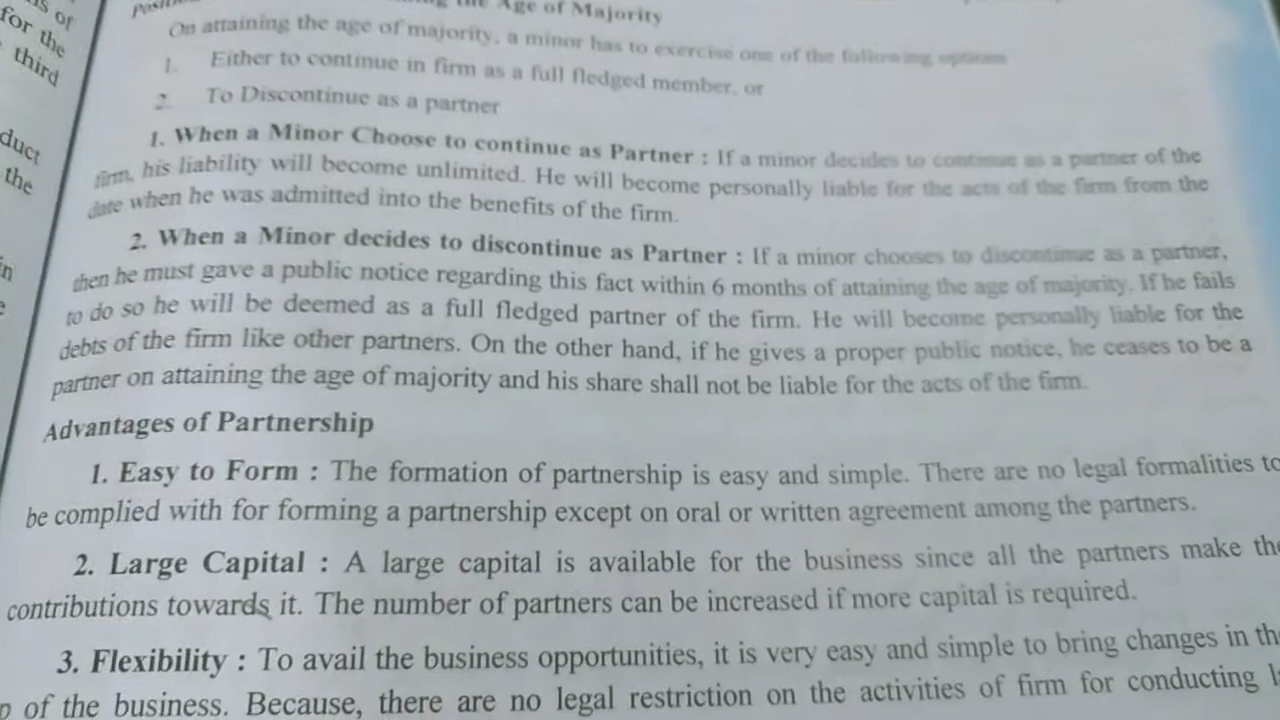 is of
for the
third
duct
the
in
Age of Majority
On attaining the age of majority, a minor has to exercise one of the following options
1. Either to continue in firm as a full fledged member, or
2. To Discontinue as a partner
1. When a Minor Choose to continue as Partner : If a minor decides to continue as a partner of the
firm, his liability will become unlimited. He will become personally liable for the acts of the firm from the
date when he was admitted into the benefits of the firm.
2. When a Minor decides to discontinue as Partner : If a minor chooses to discontinue as a partner,
then he must gave a public notice regarding this fact within 6 months of attaining the age of majority. If he fails
to do so he will be deemed as a full fledged partner of the firm. He will become personally liable for the
debts of the firm like other partners. On the other hand, if he gives a proper public notice, he ceases to be a
partner on attaining the age of majority and his share shall not be liable for the acts of the firm.
Advantages of Partnership
1. Easy to Form : The formation of partnership is easy and simple. There are no legal formalities to
be complied with for forming a partnership except on oral or written agreement among the partners.
2. Large Capital : A large capital is available for the business since all the partners make the
contributions towards it. The number of partners can be increased if more capital is required.
3. Flexibility : To avail the business opportunities, it is very easy and simple to bring changes in the
of the business. Because, there are no legal restriction on the activities of firm for conducting